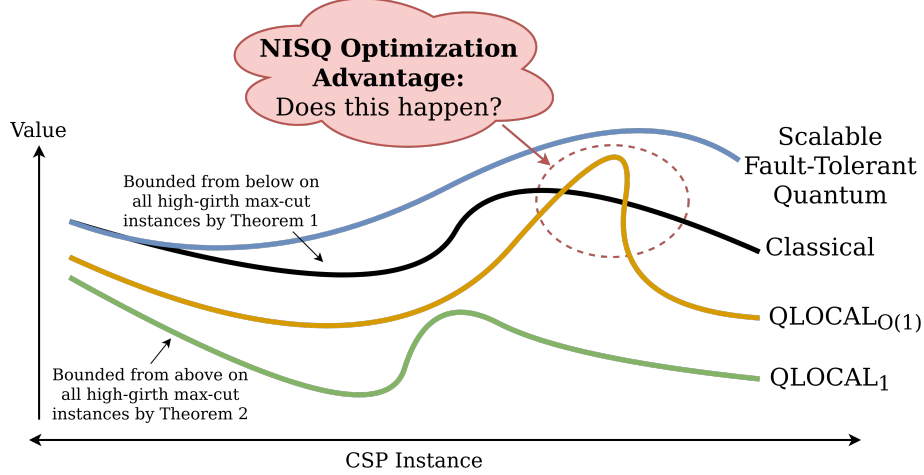 NISQ Optimization
Advantage:
Does this happen?
Value
Scalable
Fault-Tolerant
Quantum
Bounded from below on
all high-girth max-cut
instances by Theorem 1
Classical
QLOCAL_O(1)
QLOCAL_1
Bounded from above on
all high-girth max-cut
instances by Theorem 2
CSP Instance